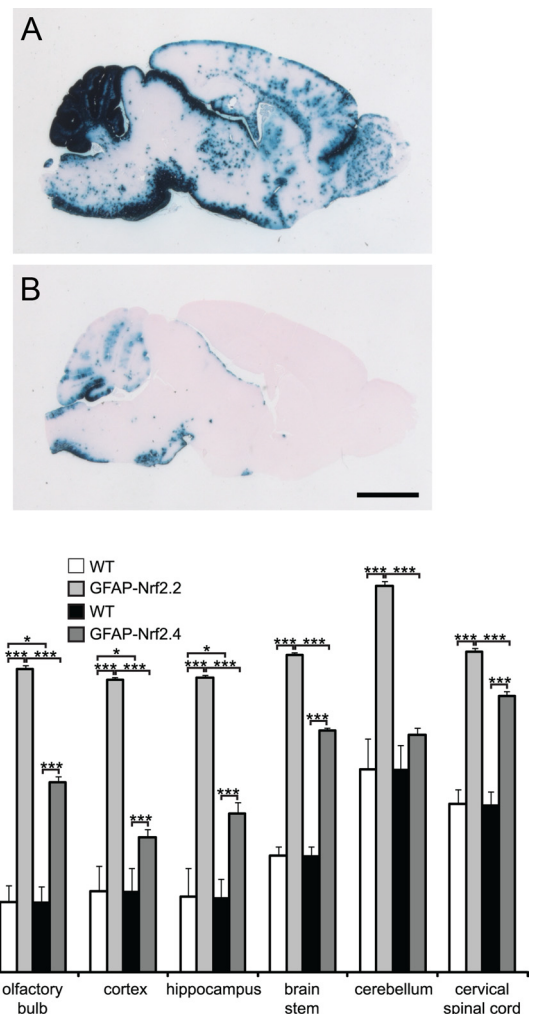 A
B
WT
GFAP-Nrf2.2
WT
GFAP-Nrf2.4
*** *** *** ***
* *** *** ***
* *** *** ***
* *** *** ***
*** *** ***
*** ***
*** *** ***
olfactory bulb
cortex
hippocampus
brain stem
cerebellum
cervical spinal cord